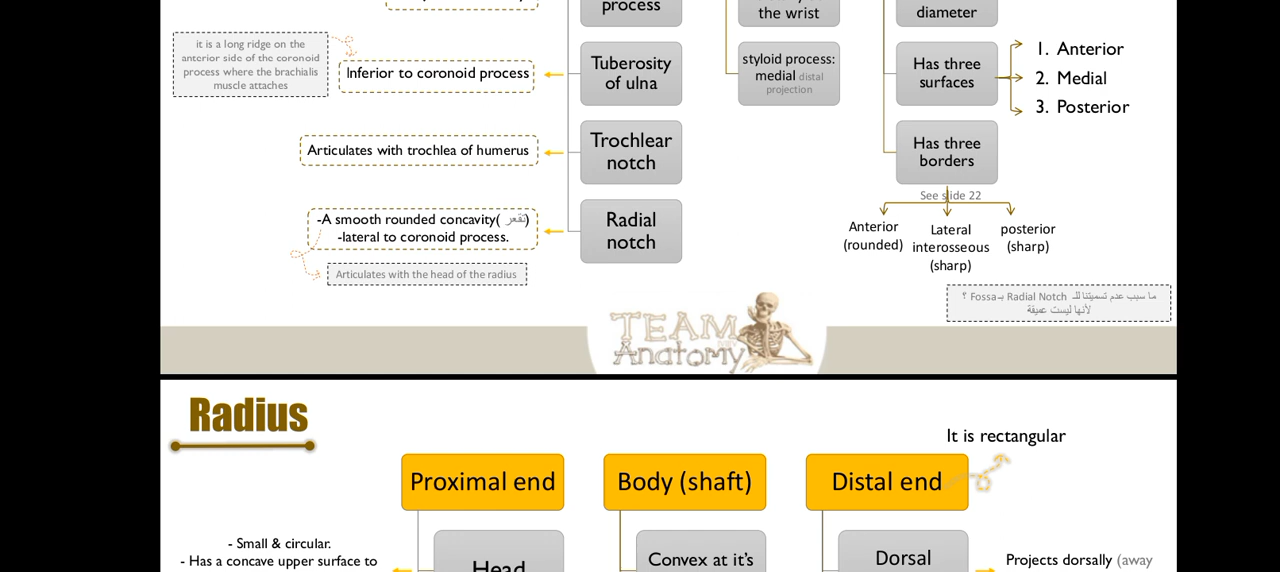 process
the wrist
diameter
it is a long ridge on the
anterior side of the coronoid
process where the brachialis
muscle attaches
Inferior to coronoid process
Tuberosity
of ulna
styloid process:
medial distal
projection
Has three
surfaces
1. Anterior
2. Medial
3. Posterior
Articulates with trochlea of humerus
Trochlear
notch
Has three
borders
See slide 22
Anterior
(rounded)
Lateral
interosseous
(sharp)
posterior
(sharp)
-A smooth rounded concavity( تقعر)
-lateral to coronoid process.
Radial
notch
Articulates with the head of the radius
ما سبب عدم تسميتنا للـ Radial Notch بـ Fossa ؟
لأنها ليست عميقة
TEAM
Anatomy
Radius
It is rectangular
Proximal end
Body (shaft)
Distal end
- Small & circular.
- Has a concave upper surface to
Head
Convex at it’s
Dorsal
Projects dorsally (away